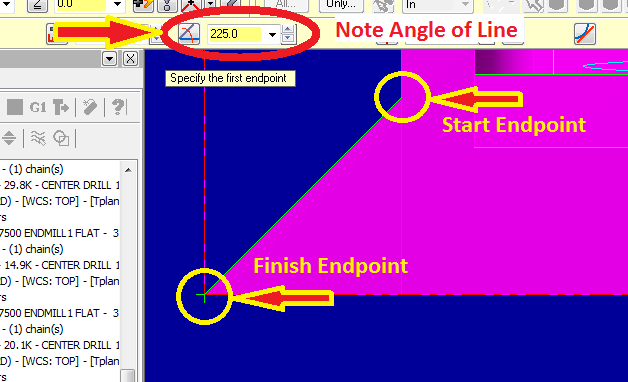 0.0
All...
Only...
In
225.0
Note Angle of Line
Specify the first endpoint
Start Endpoint
G1
- (1) chain(s)
- 29.8K - CENTER DRILL 1
D) - [WCS: TOP] - [Tplan
rs
7500 ENDMILL1 FLAT - 3
- (1) chain(s)
- 14.9K - CENTER DRILL 1
D) - [WCS: TOP] - [Tplan
rs
7500 ENDMILL1 FLAT - 3
- (1) chain(s)
- 20.1K - CENTER DRILL 1
D) - [WCS: TOP] - [Tplan
rs
Finish Endpoint